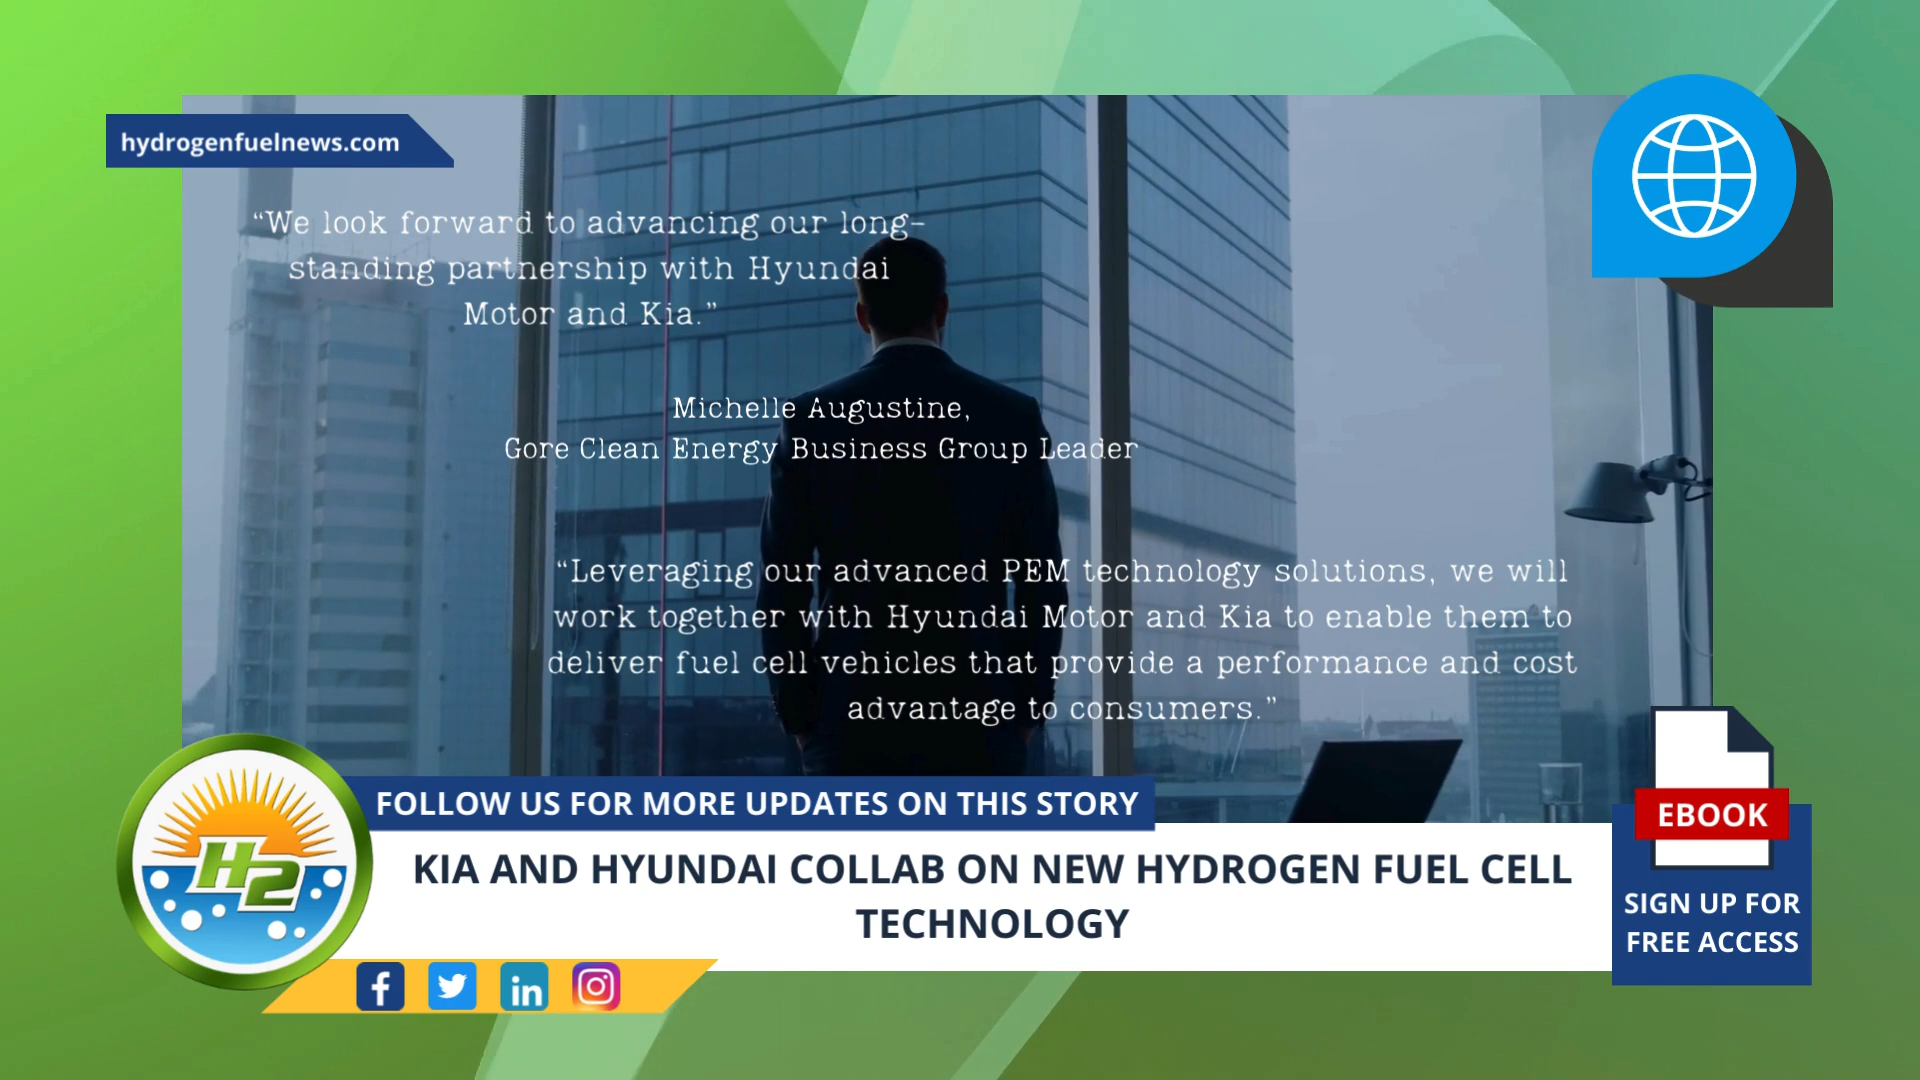 hydrogenfuelnews.com
“We look forward to advancing our long-
standing partnership with Hyundai
Motor and Kia.”
Michelle Augustine,
Gore Clean Energy Business Group Leader
“Leveraging our advanced PEM technology solutions, we will
work together with Hyundai Motor and Kia to enable them to
deliver fuel cell vehicles that provide a performance and cost
advantage to consumers.”
FOLLOW US FOR MORE UPDATES ON THIS STORY
H2
KIA AND HYUNDAI COLLAB ON NEW HYDROGEN FUEL CELL
TECHNOLOGY
EBOOK
SIGN UP FOR
FREE ACCESS